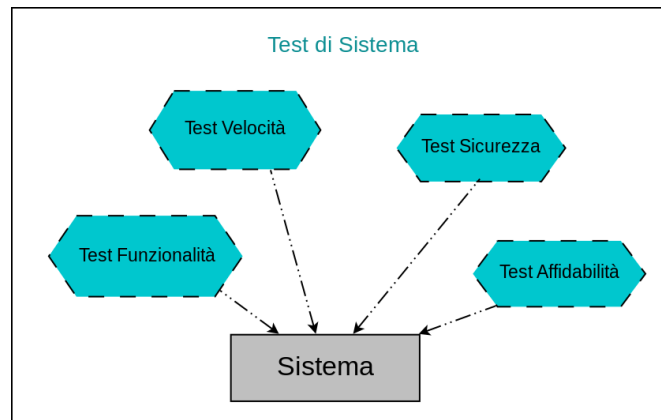 Test di Sistema
Test Velocità
Test Sicurezza
Test Funzionalità
Test Affidabilità
Sistema